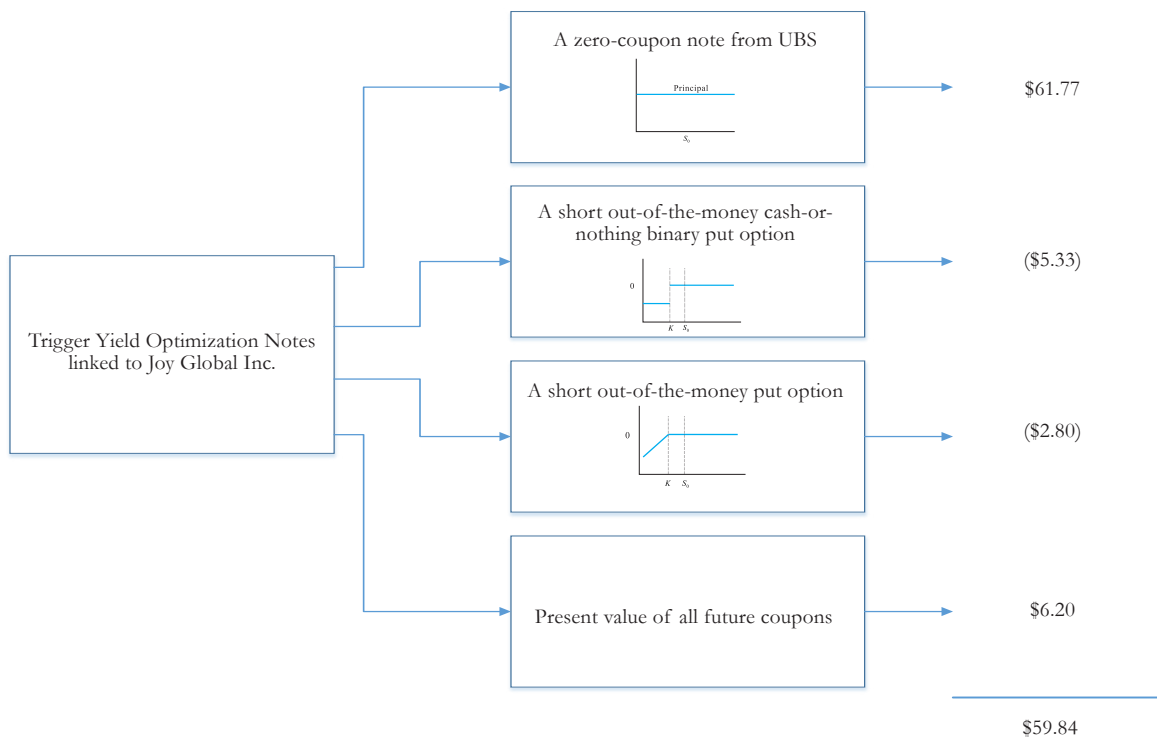 A zero-coupon note from UBS
Principal
S₀
$61.77
A short out-of-the-money cash-or-
nothing binary put option
0
K
S₀
($5.33)
Trigger Yield Optimization Notes
linked to Joy Global Inc.
A short out-of-the-money put option
0
K
S₀
($2.80)
Present value of all future coupons
$6.20
$59.84